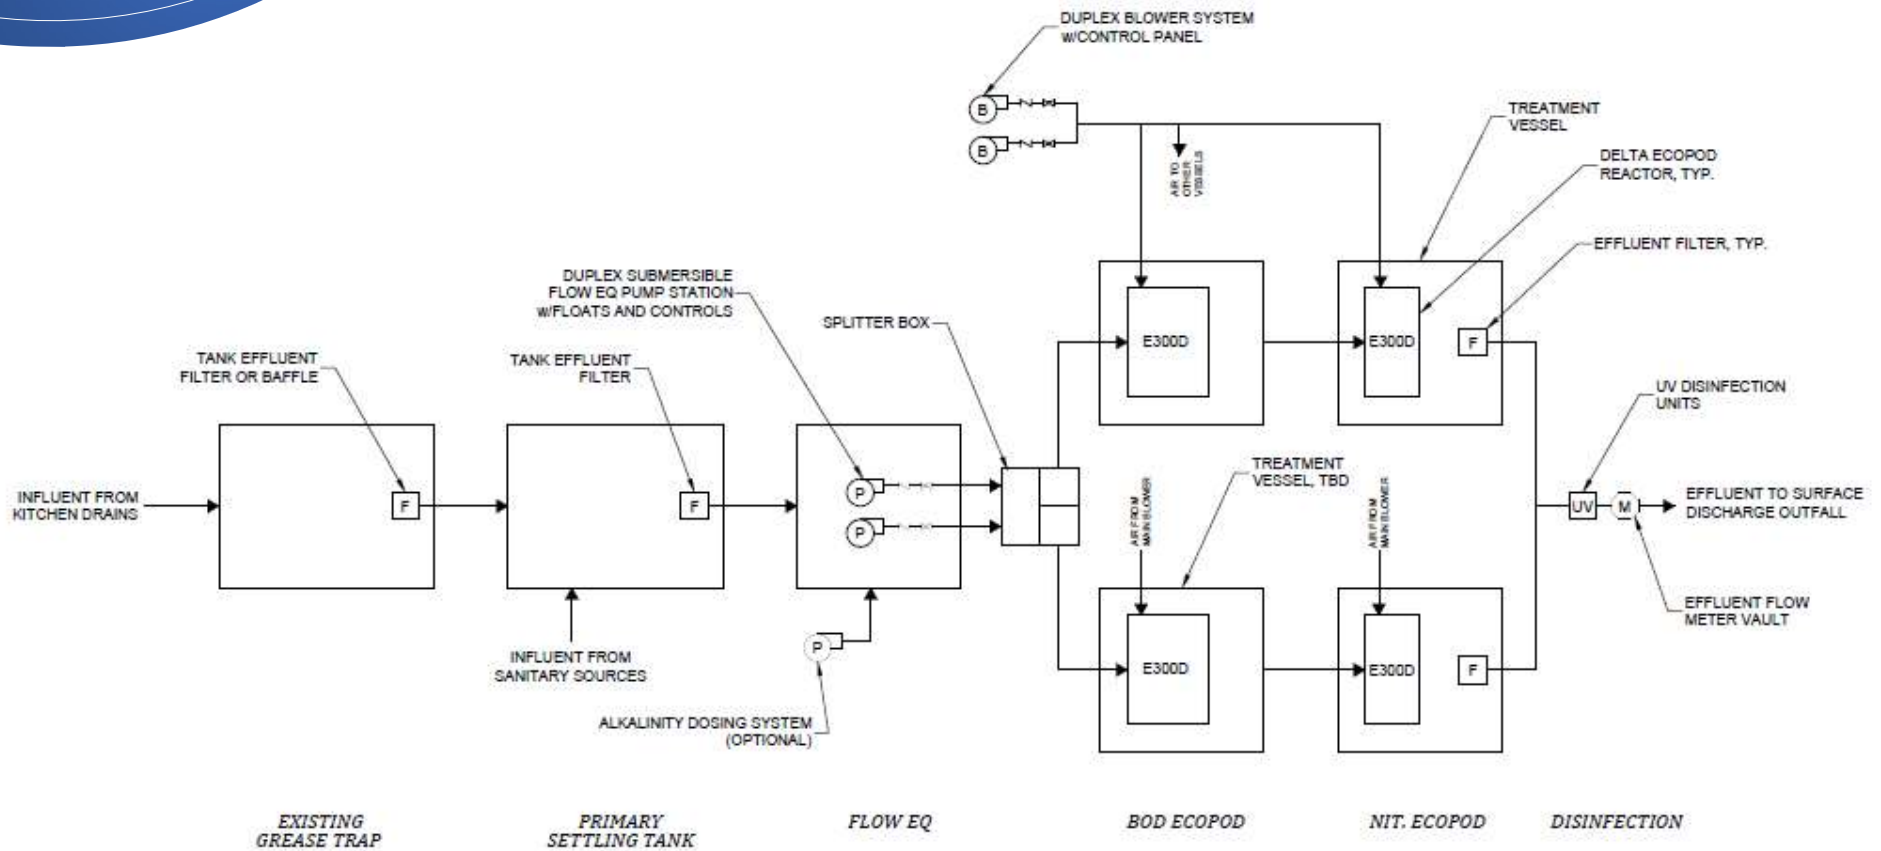 DUPLEX BLOWER SYSTEM
w/CONTROL PANEL
B
B
AIR TO
OTHER
VESSELS
TREATMENT
VESSEL
DELTA ECOPOD
REACTOR, TYP.
EFFLUENT FILTER, TYP.
DUPLEX SUBMERSIBLE
FLOW EQ PUMP STATION
w/FLOATS AND CONTROLS
SPLITTER BOX
E300D
E300D
F
TANK EFFLUENT
FILTER OR BAFFLE
TANK EFFLUENT
FILTER
UV DISINFECTION
UNITS
INFLUENT FROM
KITCHEN DRAINS
F
F
P
P
TREATMENT
VESSEL, TBD
AIR FROM
MAIN BLOWER
AIR FROM
MAIN BLOWER
UV
M
EFFLUENT TO SURFACE
DISCHARGE OUTFALL
EFFLUENT FLOW
METER VAULT
INFLUENT FROM
SANITARY SOURCES
P
ALKALINITY DOSING SYSTEM
(OPTIONAL)
E300D
E300D
F
EXISTING
GREASE TRAP
PRIMARY
SETTLING TANK
FLOW EQ
BOD ECOPOD
NIT. ECOPOD
DISINFECTION